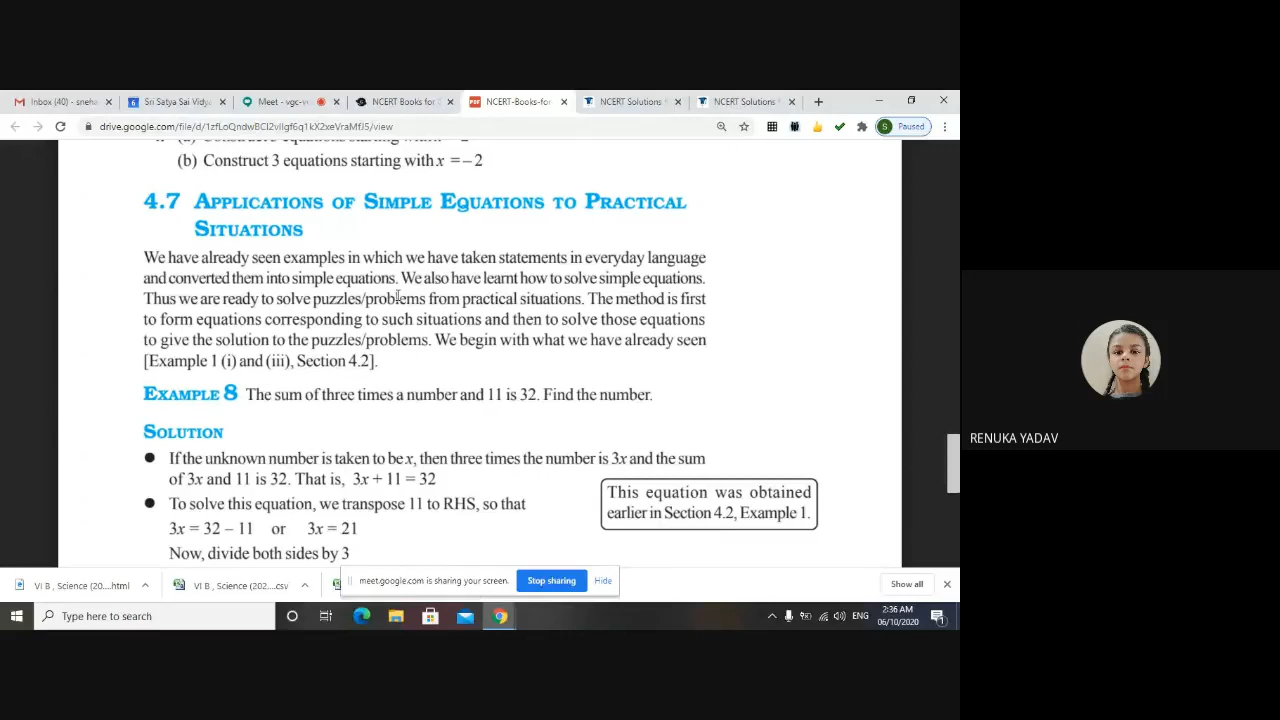 Inbox (40) - sneha
Sri Satya Sai Vidya
Meet - vgc-v
NCERT Books for C
NCERT-Books-for-
NCERT Solutions
NCERT Solutions
drive.google.com/file/d/1zfLoQndwBCl2vIlgf6q1kX2xeVraMfJ5/view
Paused
(b) Construct 3 equations starting with x = – 2
4.7 Applications of Simple Equations to Practical
Situations
We have already seen examples in which we have taken statements in everyday language
and converted them into simple equations. We also have learnt how to solve simple equations.
Thus we are ready to solve puzzles/problems from practical situations. The method is first
to form equations corresponding to such situations and then to solve those equations
to give the solution to the puzzles/problems. We begin with what we have already seen
[Example 1 (i) and (iii), Section 4.2].
Example 8 The sum of three times a number and 11 is 32. Find the number.
Solution
● If the unknown number is taken to be x, then three times the number is 3x and the sum
of 3x and 11 is 32. That is, 3x + 11 = 32
● To solve this equation, we transpose 11 to RHS, so that
3x = 32 – 11 or 3x = 21
Now, divide both sides by 3
This equation was obtained
earlier in Section 4.2, Example 1.
RENUKA YADAV
VI B , Science (20....html
VI B , Science (202....csv
meet.google.com is sharing your screen.
Stop sharing
Hide
Show all
Type here to search
ENG
2:36 AM
06/10/2020